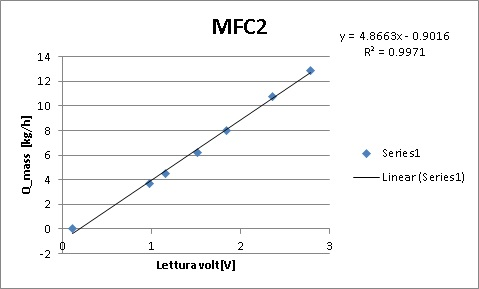 MFC2
y = 4.8663x - 0.9016
R² = 0.9971
14
12
10
8
6
4
2
0
-2
Q_mass [kg/h]
0
1
2
3
Lettura volt[V]
Series1
Linear (Series1)